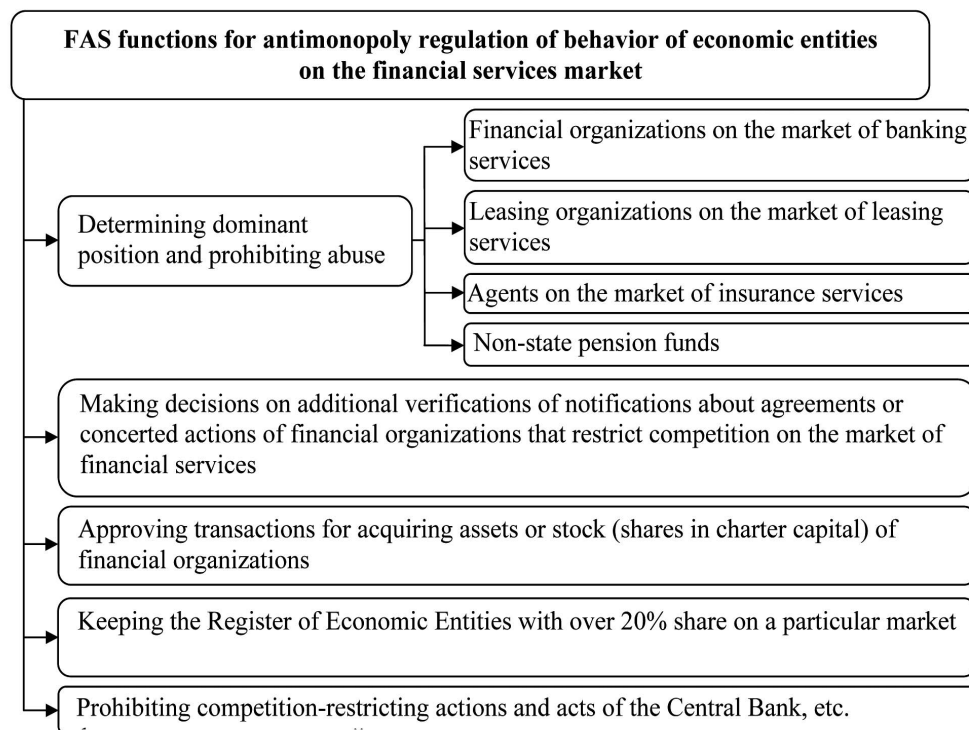 FAS functions for antimonopoly regulation of behavior of economic entities
on the financial services market
Financial organizations on the market of banking
services
Leasing organizations on the market of leasing
services
Determining dominant
position and prohibiting abuse
Agents on the market of insurance services
Non-state pension funds
Making decisions on additional verifications of notifications about agreements or
concerted actions of financial organizations that restrict competition on the market of
financial services
Approving transactions for acquiring assets or stock (shares in charter capital) of
financial organizations
Keeping the Register of Economic Entities with over 20% share on a particular market
Prohibiting competition-restricting actions and acts of the Central Bank, etc.